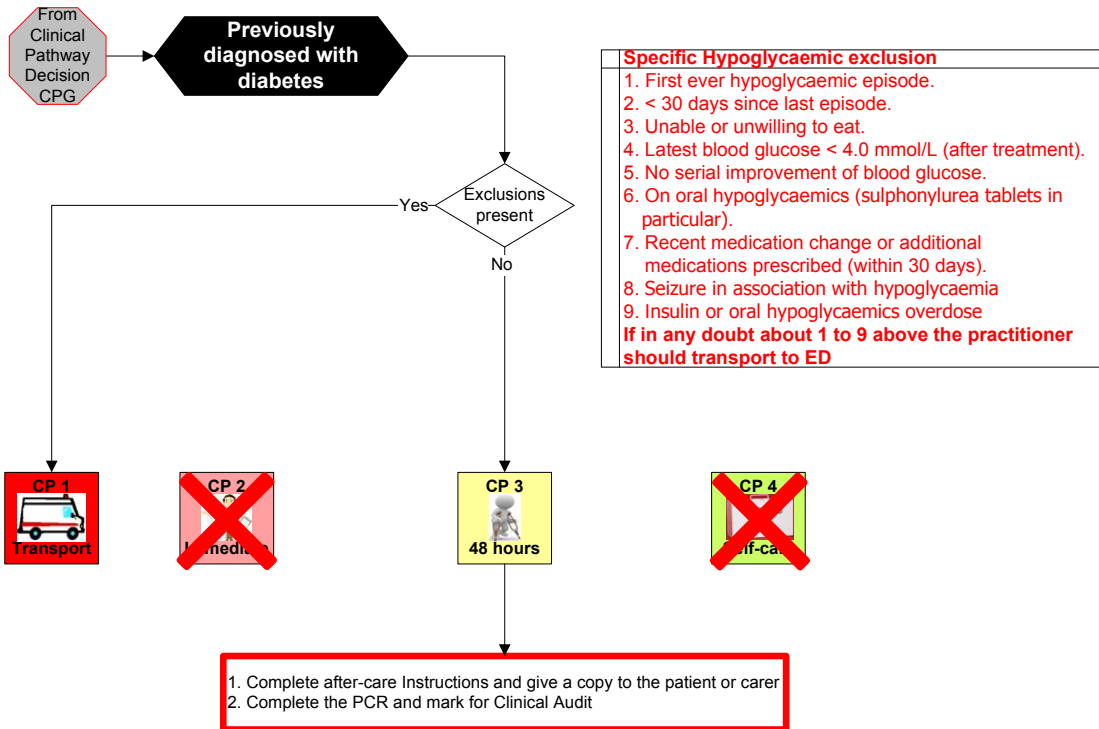 From
Clinical
Pathway
Decision
CPG
Previously
diagnosed with
diabetes
Specific Hypoglycaemic exclusion
1. First ever hypoglycaemic episode.
2. < 30 days since last episode.
3. Unable or unwilling to eat.
4. Latest blood glucose < 4.0 mmol/L (after treatment).
5. No serial improvement of blood glucose.
6. On oral hypoglycaemics (sulphonylurea tablets in
particular).
7. Recent medication change or additional
medications prescribed (within 30 days).
8. Seizure in association with hypoglycaemia
9. Insulin or oral hypoglycaemics overdose
If in any doubt about 1 to 9 above the practitioner
should transport to ED
Exclusions
present
Yes
No
CP 1
Transport
CP 2
CP 3
48 hours
CP 4
1. Complete after-care Instructions and give a copy to the patient or carer
2. Complete the PCR and mark for Clinical Audit